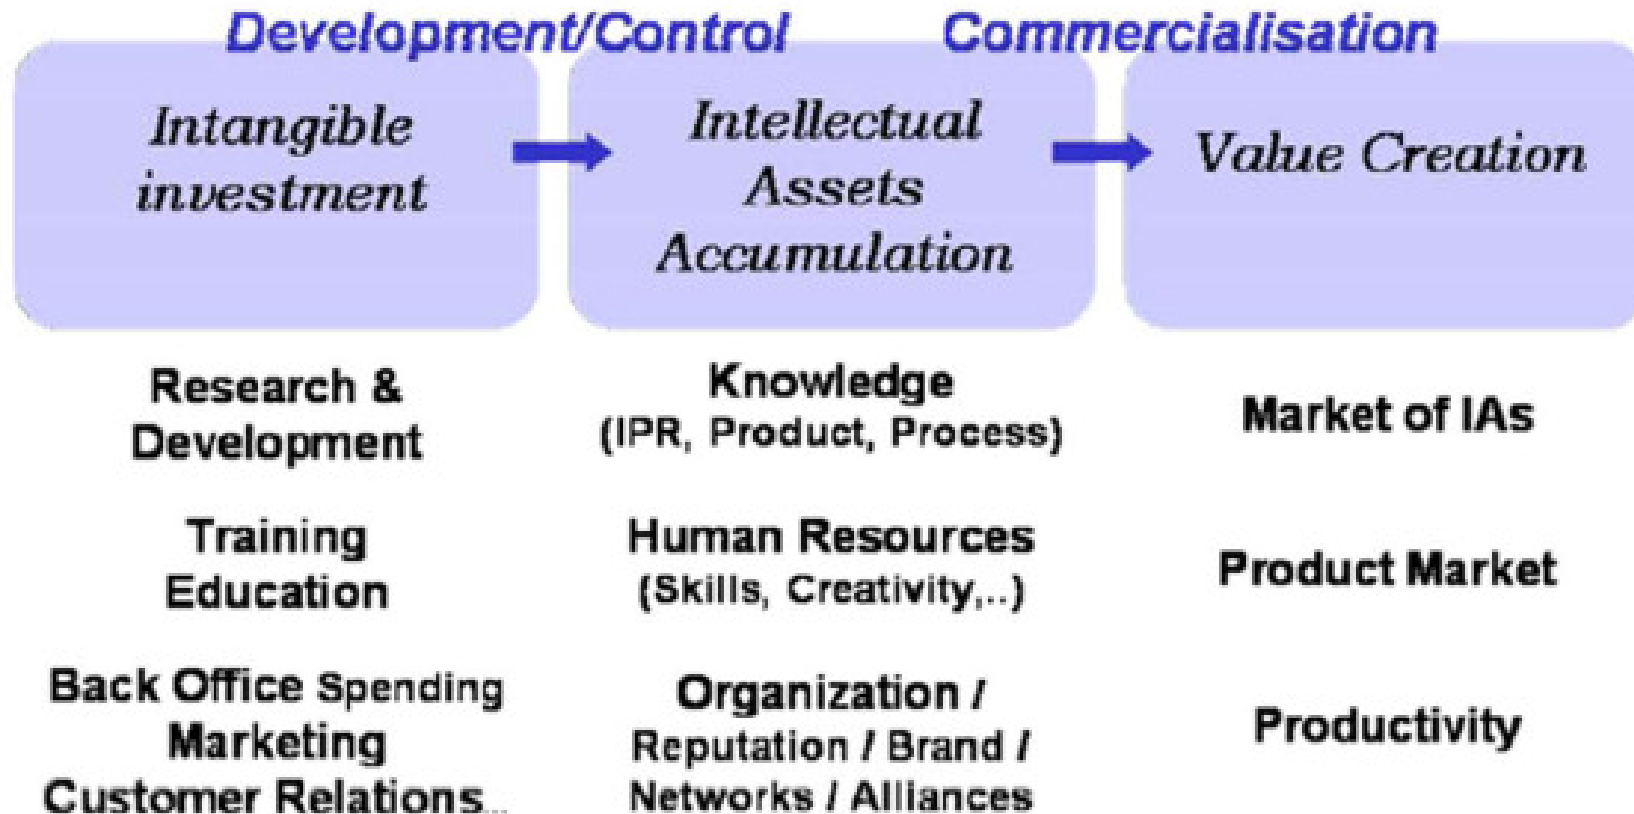 Development/Control
Commercialisation
Intangible
investment
Intellectual
Assets
Accumulation
Value Creation
Research &
Development
Training
Education
Back Office Spending
Marketing
Customer Relations...
Knowledge
(IPR, Product, Process)
Human Resources
(Skills, Creativity,..)
Organization /
Reputation / Brand /
Networks / Alliances
Market of IAs
Product Market
Productivity